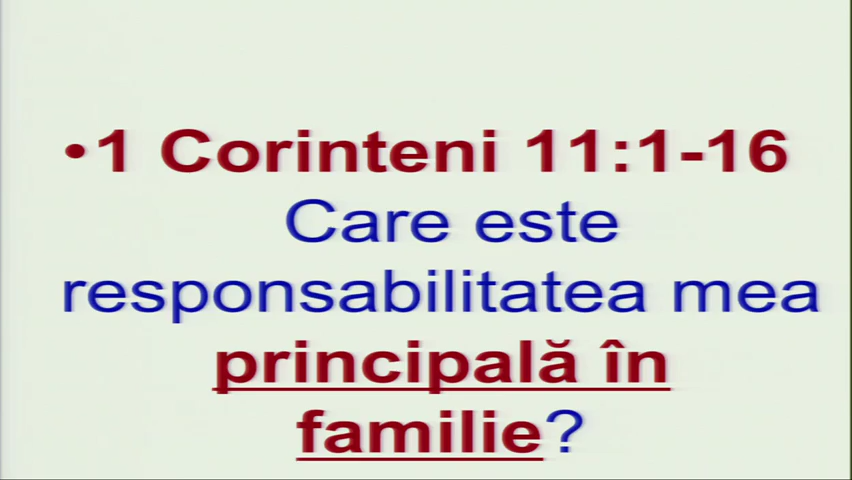 •1 Corinteni 11:1-16
Care este
responsabilitatea mea
principală în
familie?